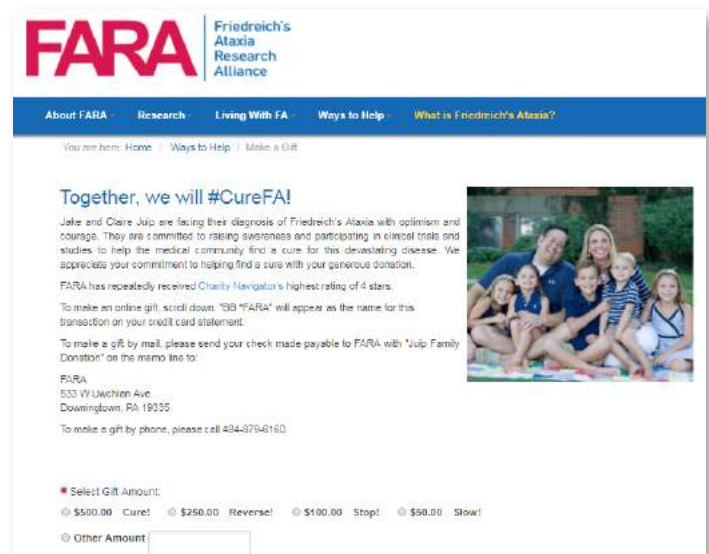 FARA
Friedreich's
Ataxia
Research
Alliance
About FARA Research Living With FA Ways to Help What is Friedreich's Ataxia?
You are here: Home / Ways to Help / Make a Gift
Together, we will #CureFA!
Jake and Claire Juip are facing their diagnosis of Friedreich's Ataxia with optimism and
courage. They are committed to raising awareness and participating in clinical trials and
studies to help the medical community find a cure for this devastating disease. We
appreciate your commitment to helping find a cure with your generous donation.
FARA has repeatedly received Charity Navigator's highest rating of 4 stars.
To make an online gift, scroll down. "BB *FARA" will appear as the name for this
transaction on your credit card statement.
To make a gift by mail, please send your check made payable to FARA with "Juip Family
Donation" on the memo line to:
FARA
533 W Uwchlan Ave
Downingtown, PA 19335
To make a gift by phone, please call 484-879-6160.
Select Gift Amount:
$500.00 Cure! $250.00 Reverse! $100.00 Stop! $50.00 Slow!
Other Amount